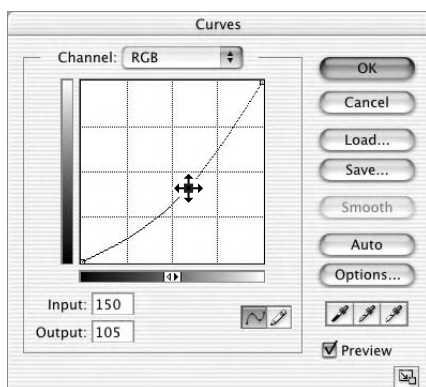 Curves
Channel: RGB
OK
Cancel
Load...
Save...
Smooth
Auto
Options...
Input: 150
Output: 105
Preview